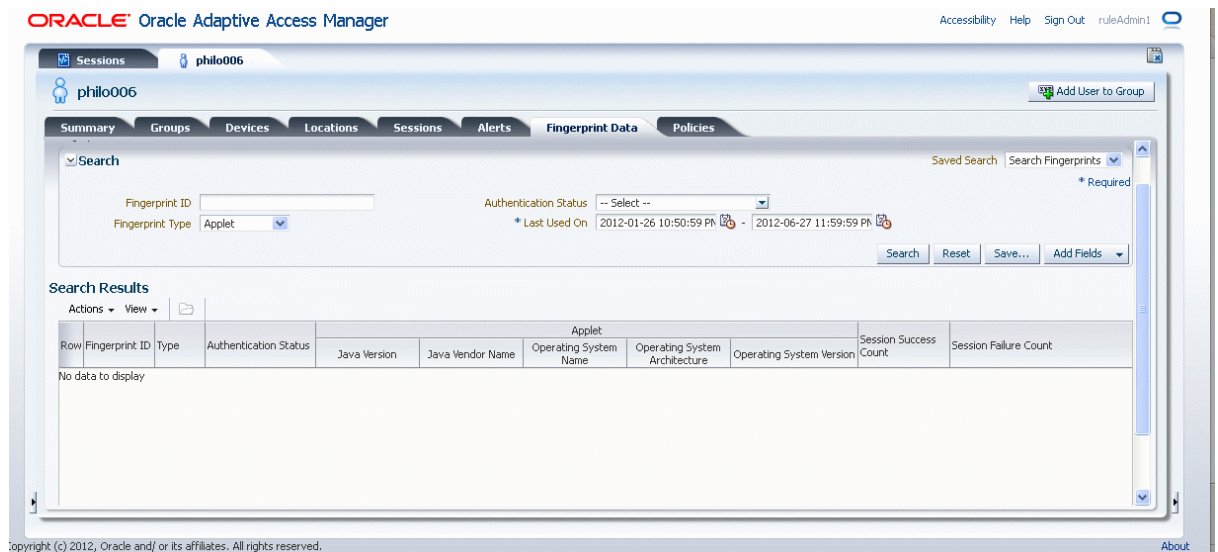 ORACLE Oracle Adaptive Access Manager Accessibility Help Sign Out ruleAdmin1
Sessions philo006
philo006 Add User to Group
Summary Groups Devices Locations Sessions Alerts Fingerprint Data Policies
Search Saved Search Search Fingerprints
* Required
Fingerprint ID Authentication Status -- Select --
Fingerprint Type Applet * Last Used On 2012-01-26 10:50:59 PM - 2012-06-27 11:59:59 PM
Search Reset Save... Add Fields
Search Results
Actions View
Row Fingerprint ID Type Authentication Status Applet Session Success Count Session Failure Count
Java Version Java Vendor Name Operating System Name Operating System Architecture Operating System Version
No data to display
Copyright (c) 2012, Oracle and/ or its affiliates. All rights reserved. About